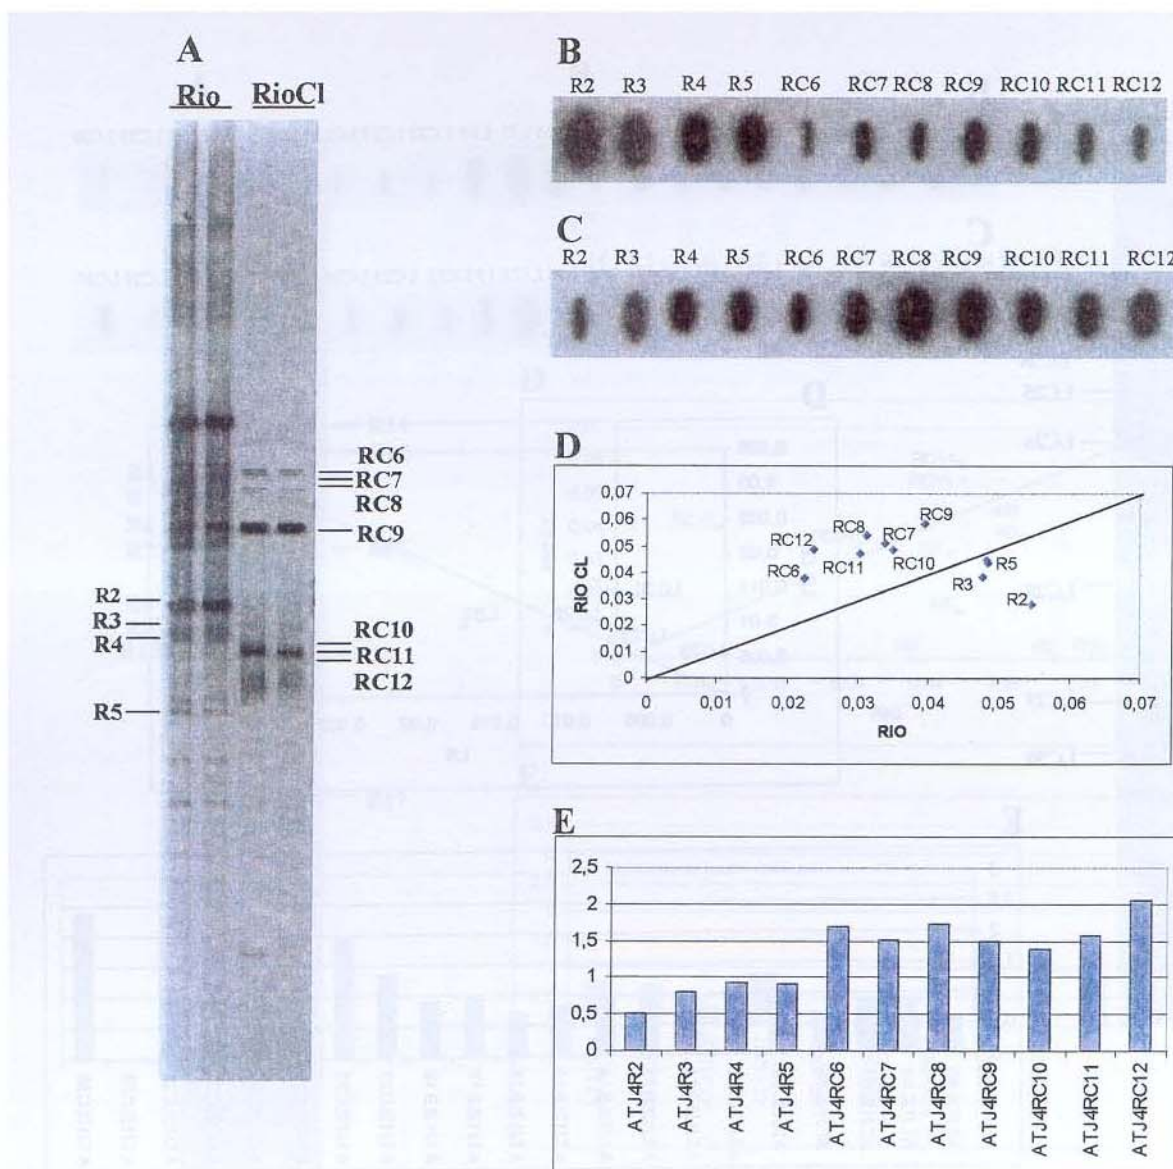 A
Rio RioCl
RC6
RC7
RC8
RC9
R2
R3
R4
RC10
RC11
RC12
R5
B
R2 R3 R4 R5 RC6 RC7 RC8 RC9 RC10 RC11 RC12
C
R2 R3 R4 R5 RC6 RC7 RC8 RC9 RC10 RC11 RC12
D
RIO CL
0,07
0,06
0,05
0,04
0,03
0,02
0,01
0
RC9
RC8
RC7
RC12
RC10
RC11
RC6
R5
R3
R2
0 0,01 0,02 0,03 0,04 0,05 0,06 0,07
RIO
E
2,5
2
1,5
1
0,5
0
ATJ4R2
ATJ4R3
ATJ4R4
ATJ4R5
ATJ4RC6
ATJ4RC7
ATJ4RC8
ATJ4RC9
ATJ4RC10
ATJ4RC11
ATJ4RC12